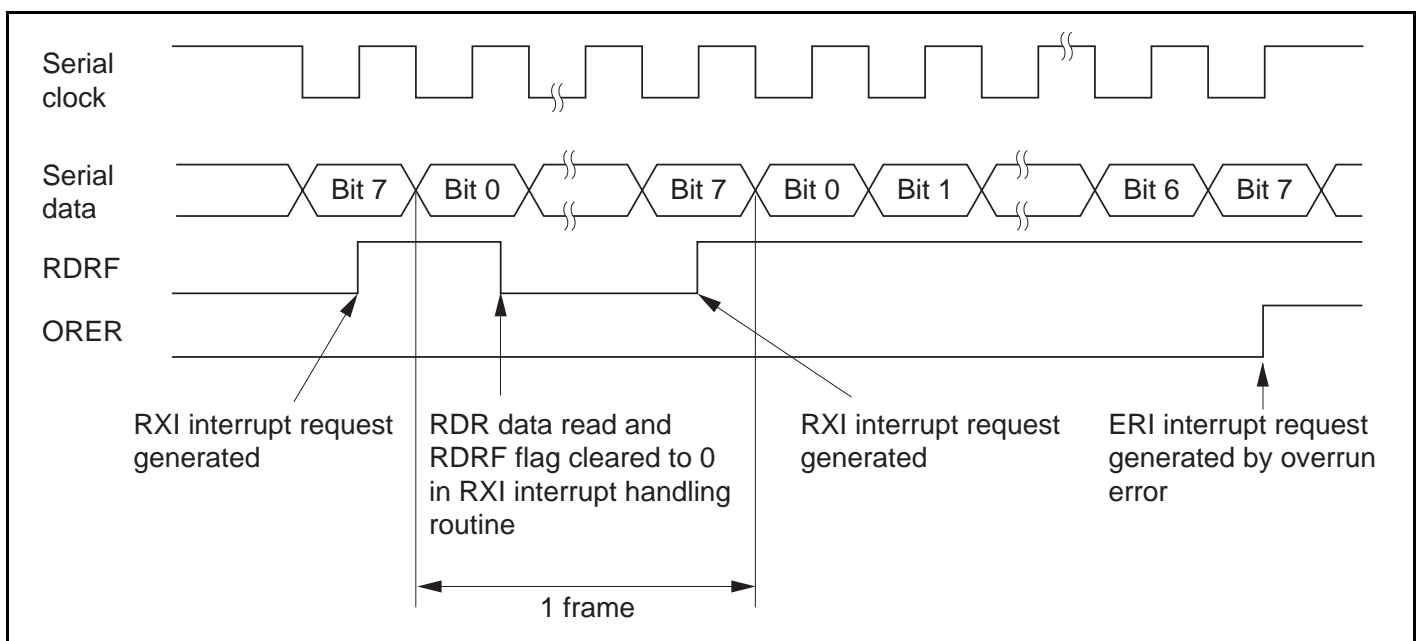 Serial
clock
Serial
data
Bit 7
Bit 0
Bit 7
Bit 0
Bit 1
Bit 6
Bit 7
RDRF
ORER
RXI interrupt request
generated
RDR data read and
RDRF flag cleared to 0
in RXI interrupt handling
routine
RXI interrupt request
generated
ERI interrupt request
generated by overrun
error
1 frame